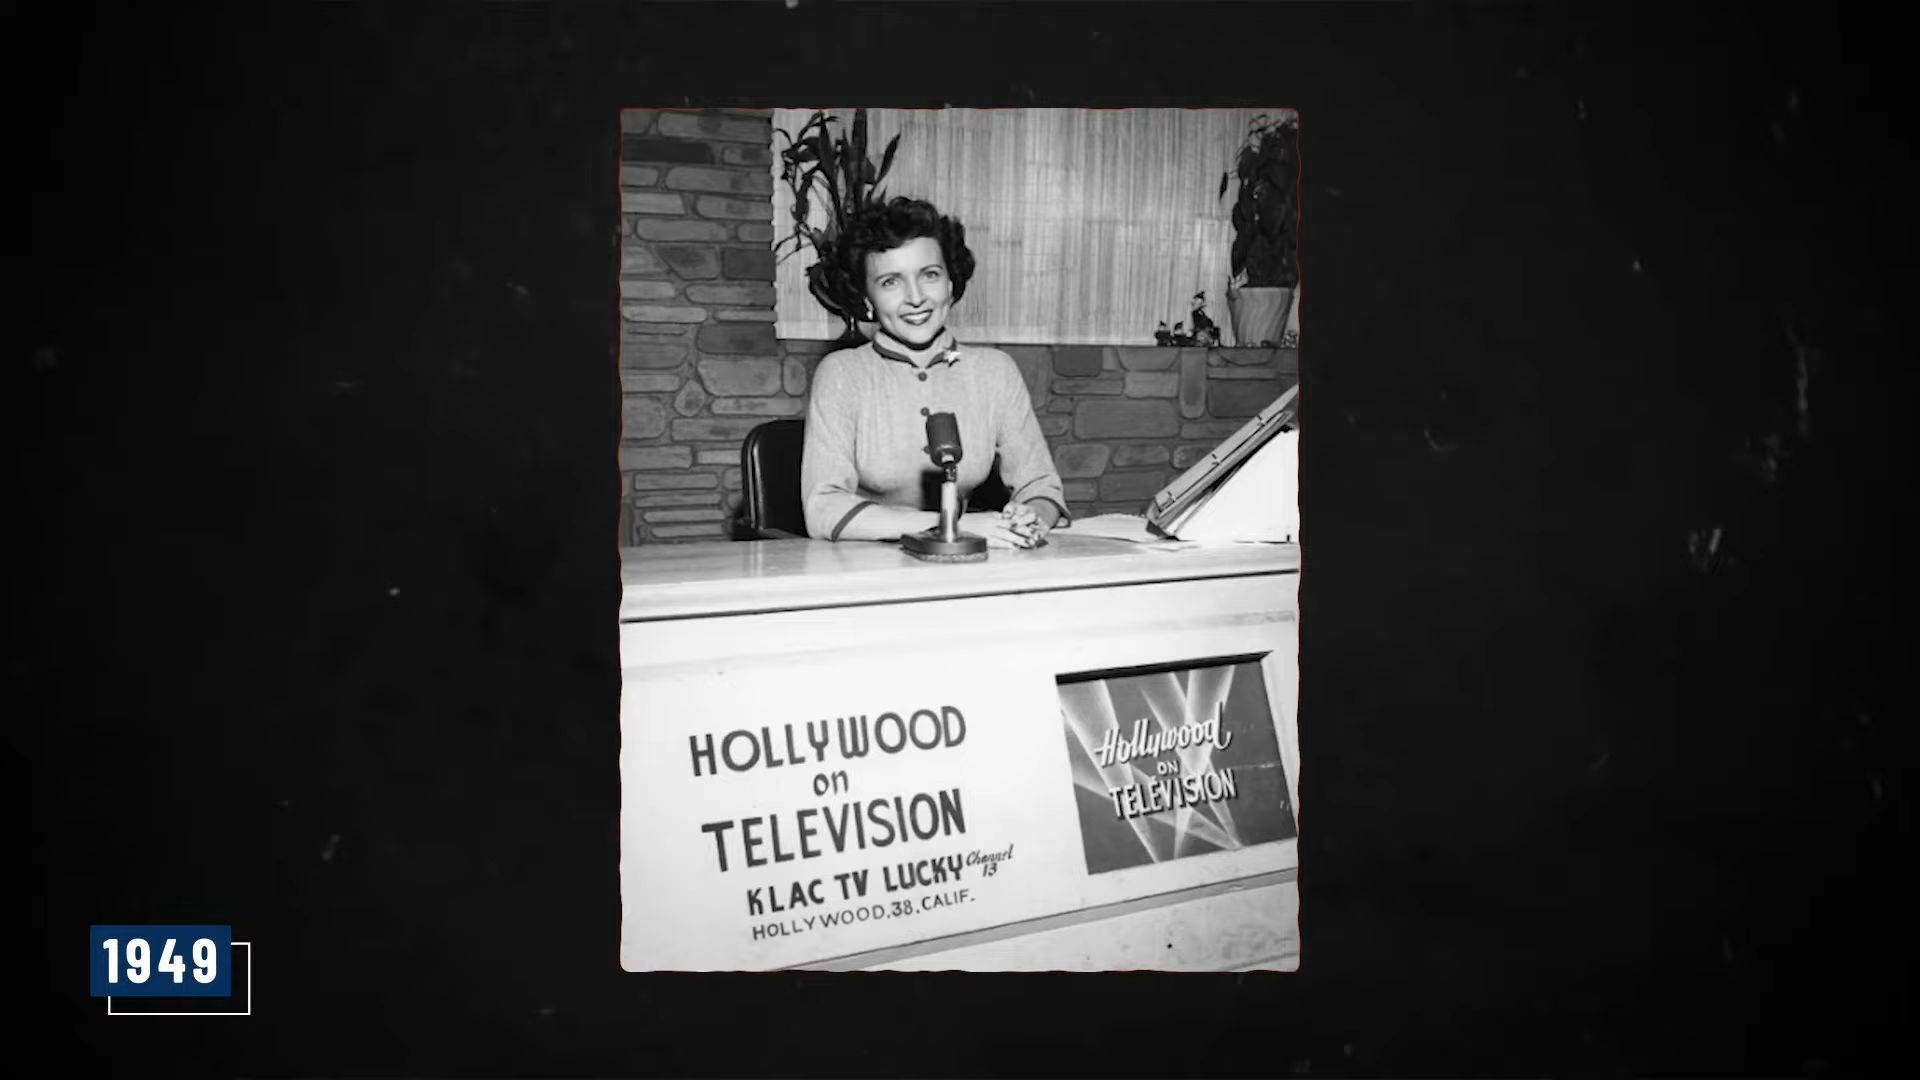 HOLLYWOOD
on
TELEVISION
KLAC TV LUCKY Channel 13
HOLLYWOOD.38.CALIF.
Hollywood
ON
TELEVISION
1949